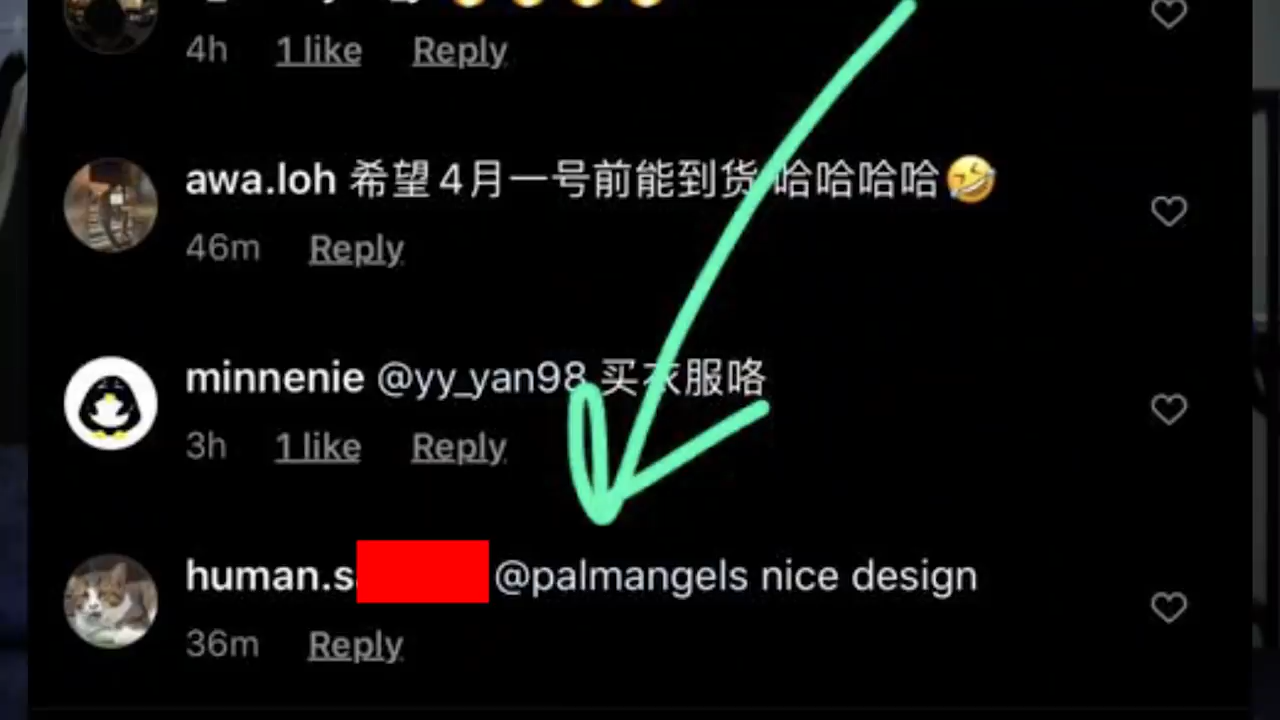 4h 1 like Reply
awa.loh 希望4月一号前能到货 哈哈哈哈🤣
46m Reply
minnenie @yy_yan98 买衣服咯
3h 1 like Reply
human.s @palmangels nice design
36m Reply